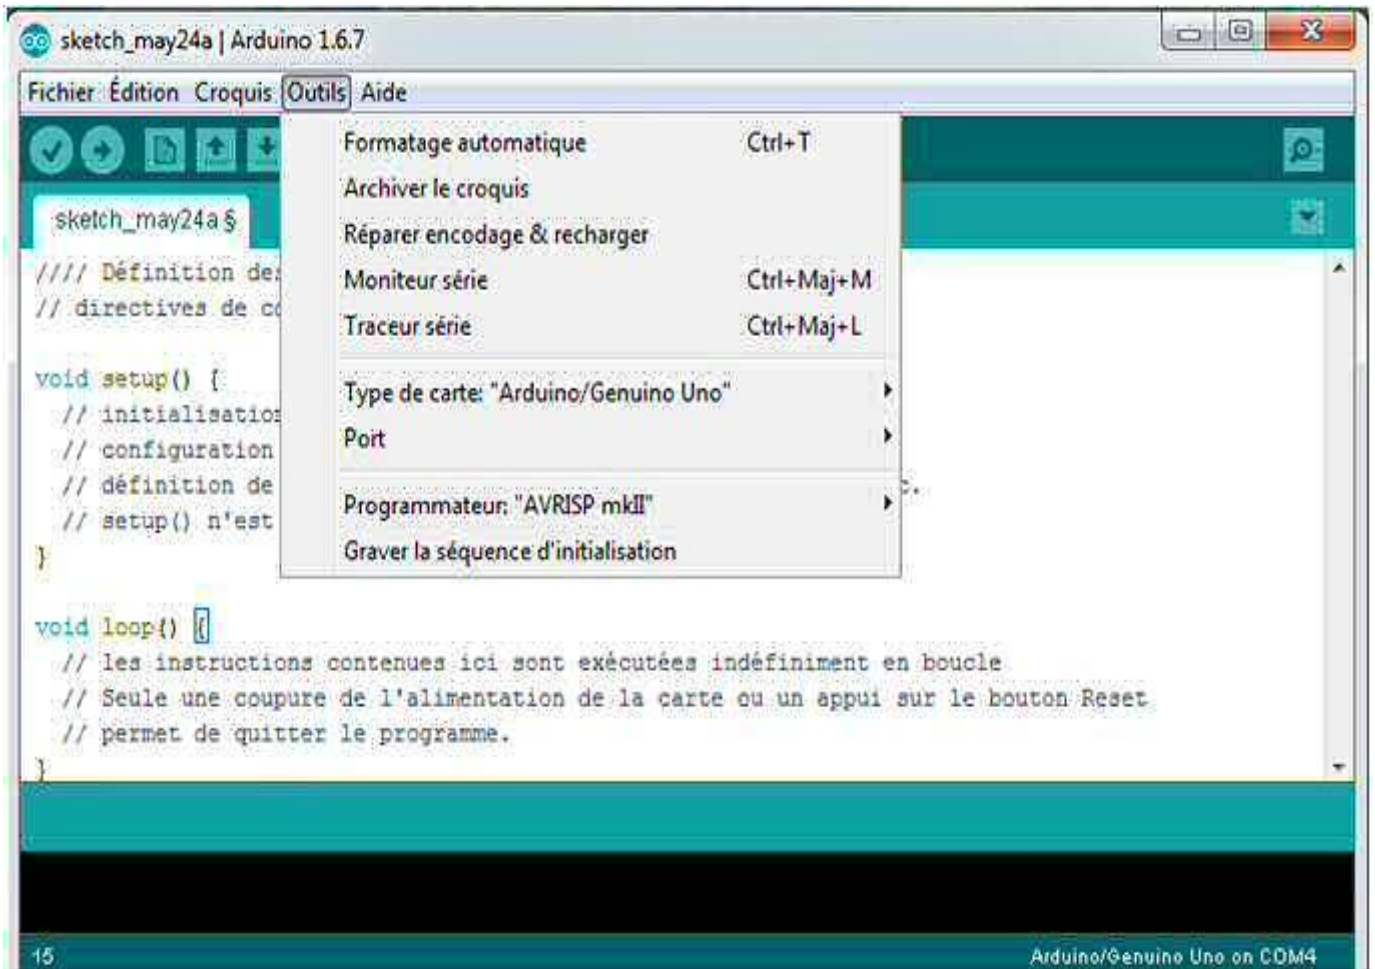 sketch_may24a | Arduino 1.6.7
Fichier Édition Croquis Outils Aide
Formatage automatique Ctrl+T
Archiver le croquis
Réparer encodage & recharger
Moniteur série Ctrl+Maj+M
Traceur série Ctrl+Maj+L
Type de carte: "Arduino/Genuino Uno"
Port
Programmateur: "AVRISP mkII"
Graver la séquence d'initialisation
sketch_may24a §
//// Définition des
// directives de co
void setup() {
// initialisation
// configuration
// définition de c.
// setup() n'est
}
void loop() {
// les instructions contenues ici sont exécutées indéfiniment en boucle
// Seule une coupure de l'alimentation de la carte ou un appui sur le bouton Reset
// permet de quitter le programme.
}
15
Arduino/Genuino Uno on COM4